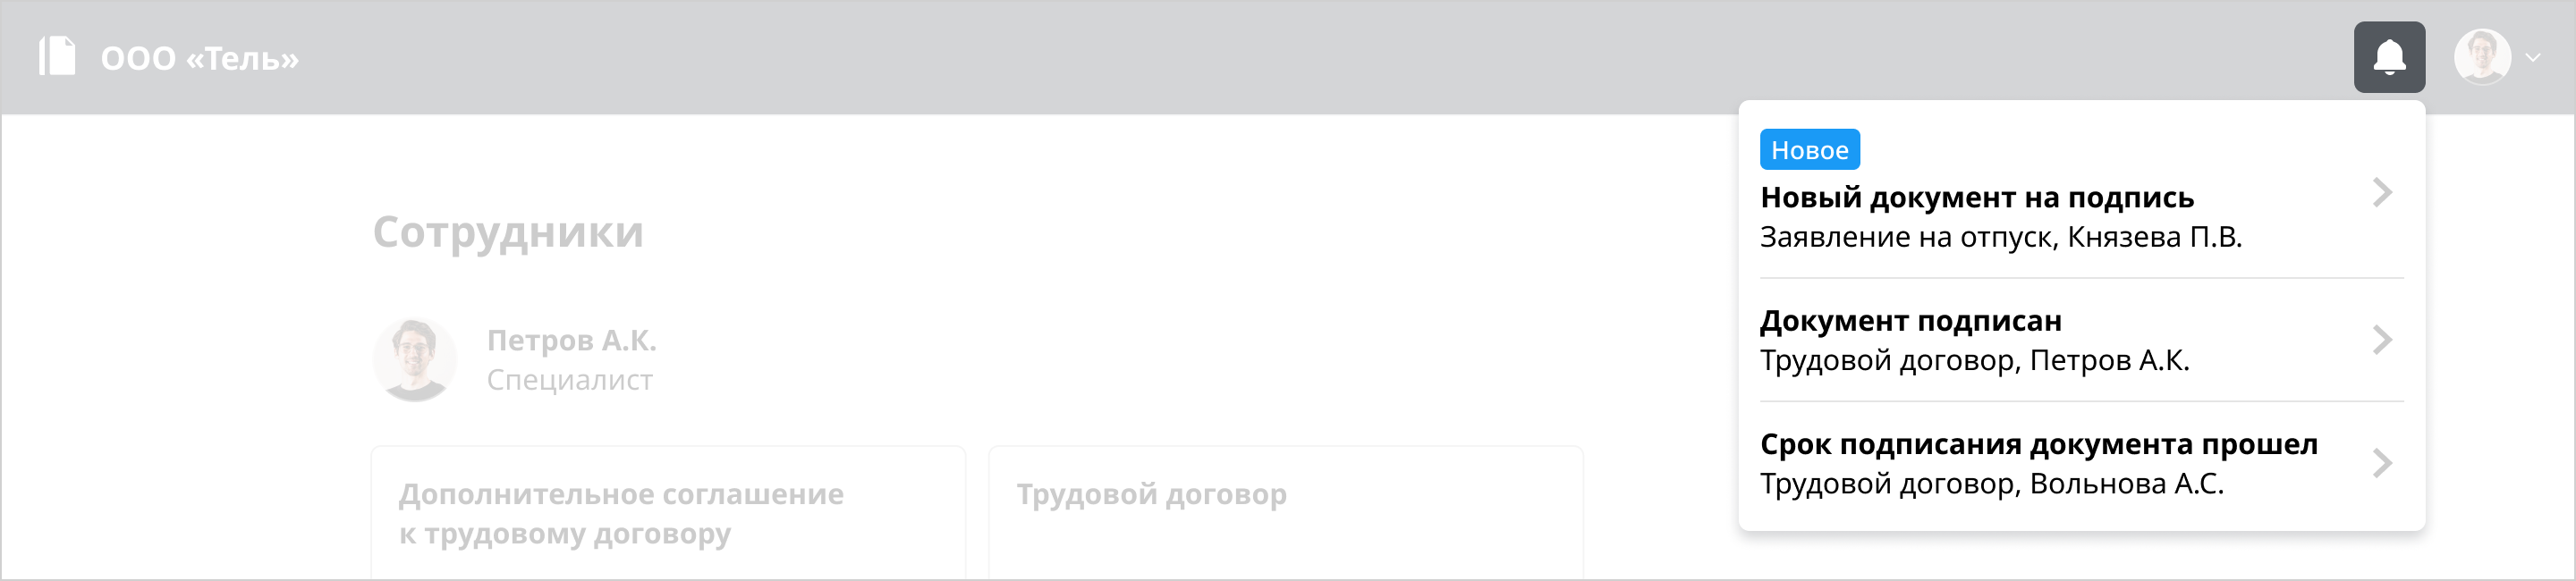 ООО «Тель»
Новое
Новый документ на подпись
Заявление на отпуск, Князева П.В.
Документ подписан
Трудовой договор, Петров А.К.
Срок подписания документа прошел
Трудовой договор, Вольнова А.С.
Сотрудники
Петров А.К.
Специалист
Дополнительное соглашение
к трудовому договору
Трудовой договор